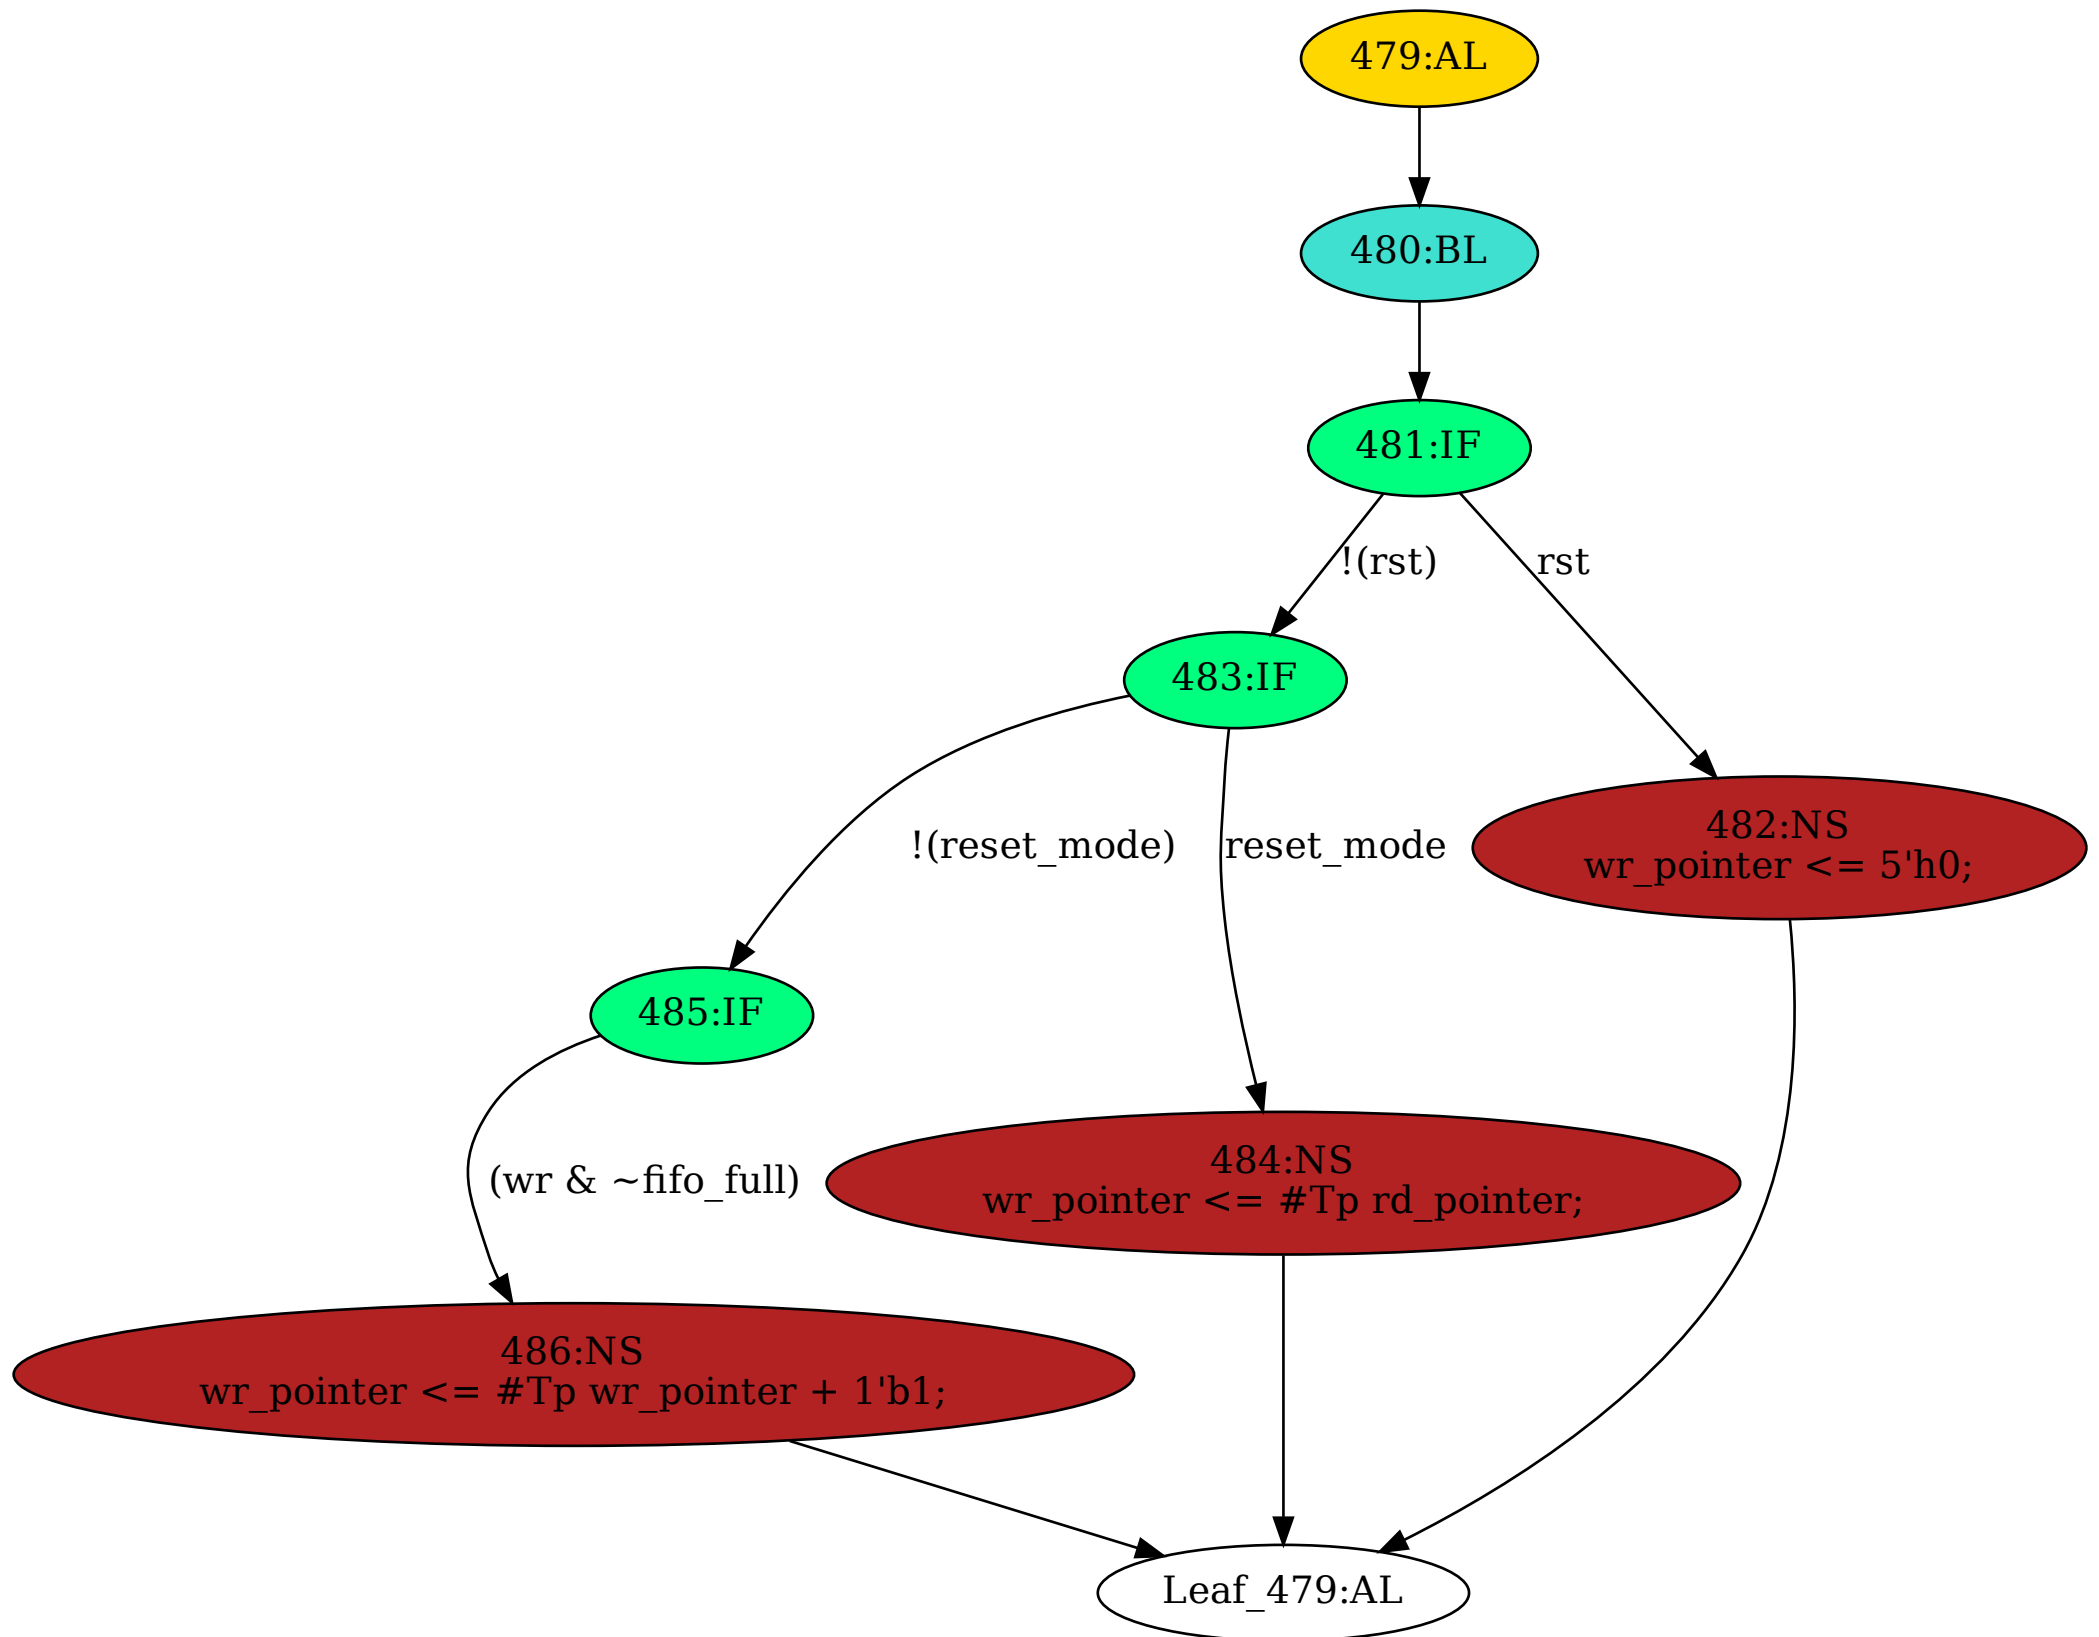 479:AL
480:BL
481:IF
!(rst)
rst
483:IF
482:NS
wr_pointer <= 5'h0;
!(reset_mode)
reset_mode
485:IF
484:NS
wr_pointer <= #Tp rd_pointer;
(wr & ~fifo_full)
486:NS
wr_pointer <= #Tp wr_pointer + 1'b1;
Leaf_479:AL